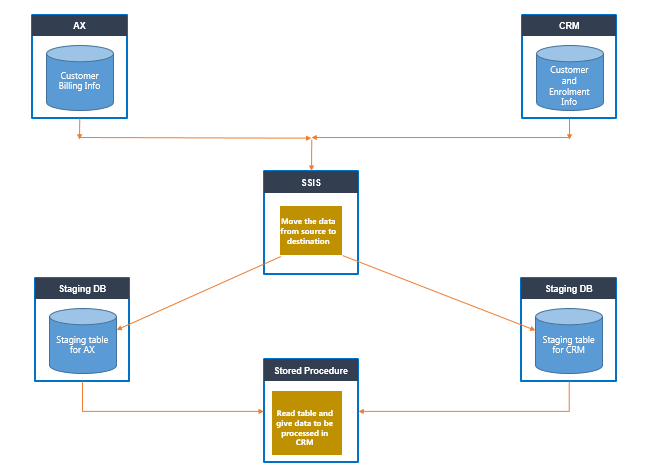 AX
Customer
Billing Info
CRM
Customer
and
Enrolment
Info
SSIS
Move the data
from source to
destination
Staging DB
Staging table
for AX
Staging DB
Staging table
for CRM
Stored Procedure
Read table and
give data to be
processed in
CRM